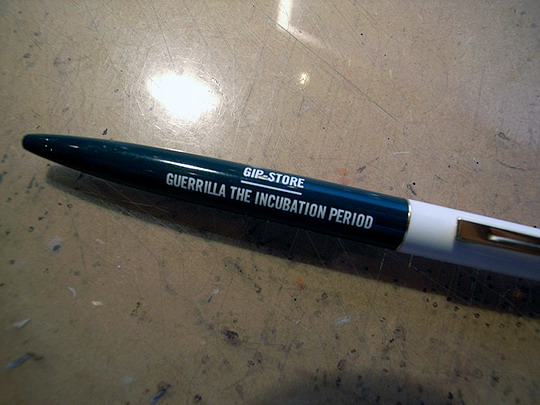 GIP-STORE
GUERRILLA THE INCUBATION PERIOD